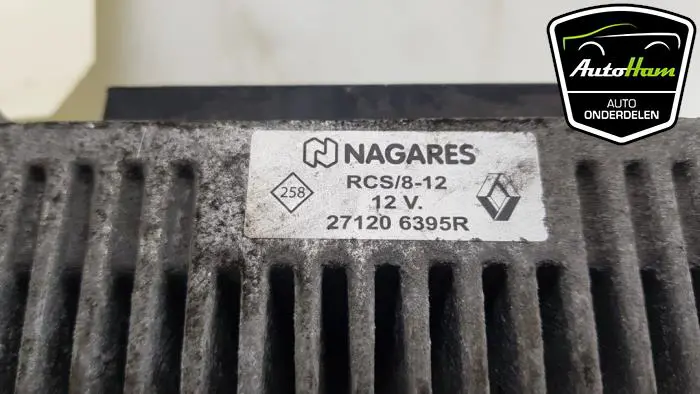 AutoHam
AUTO
ONDERDELEN
NAGARES
RCS/8-12
258
12 V.
27120 6395R